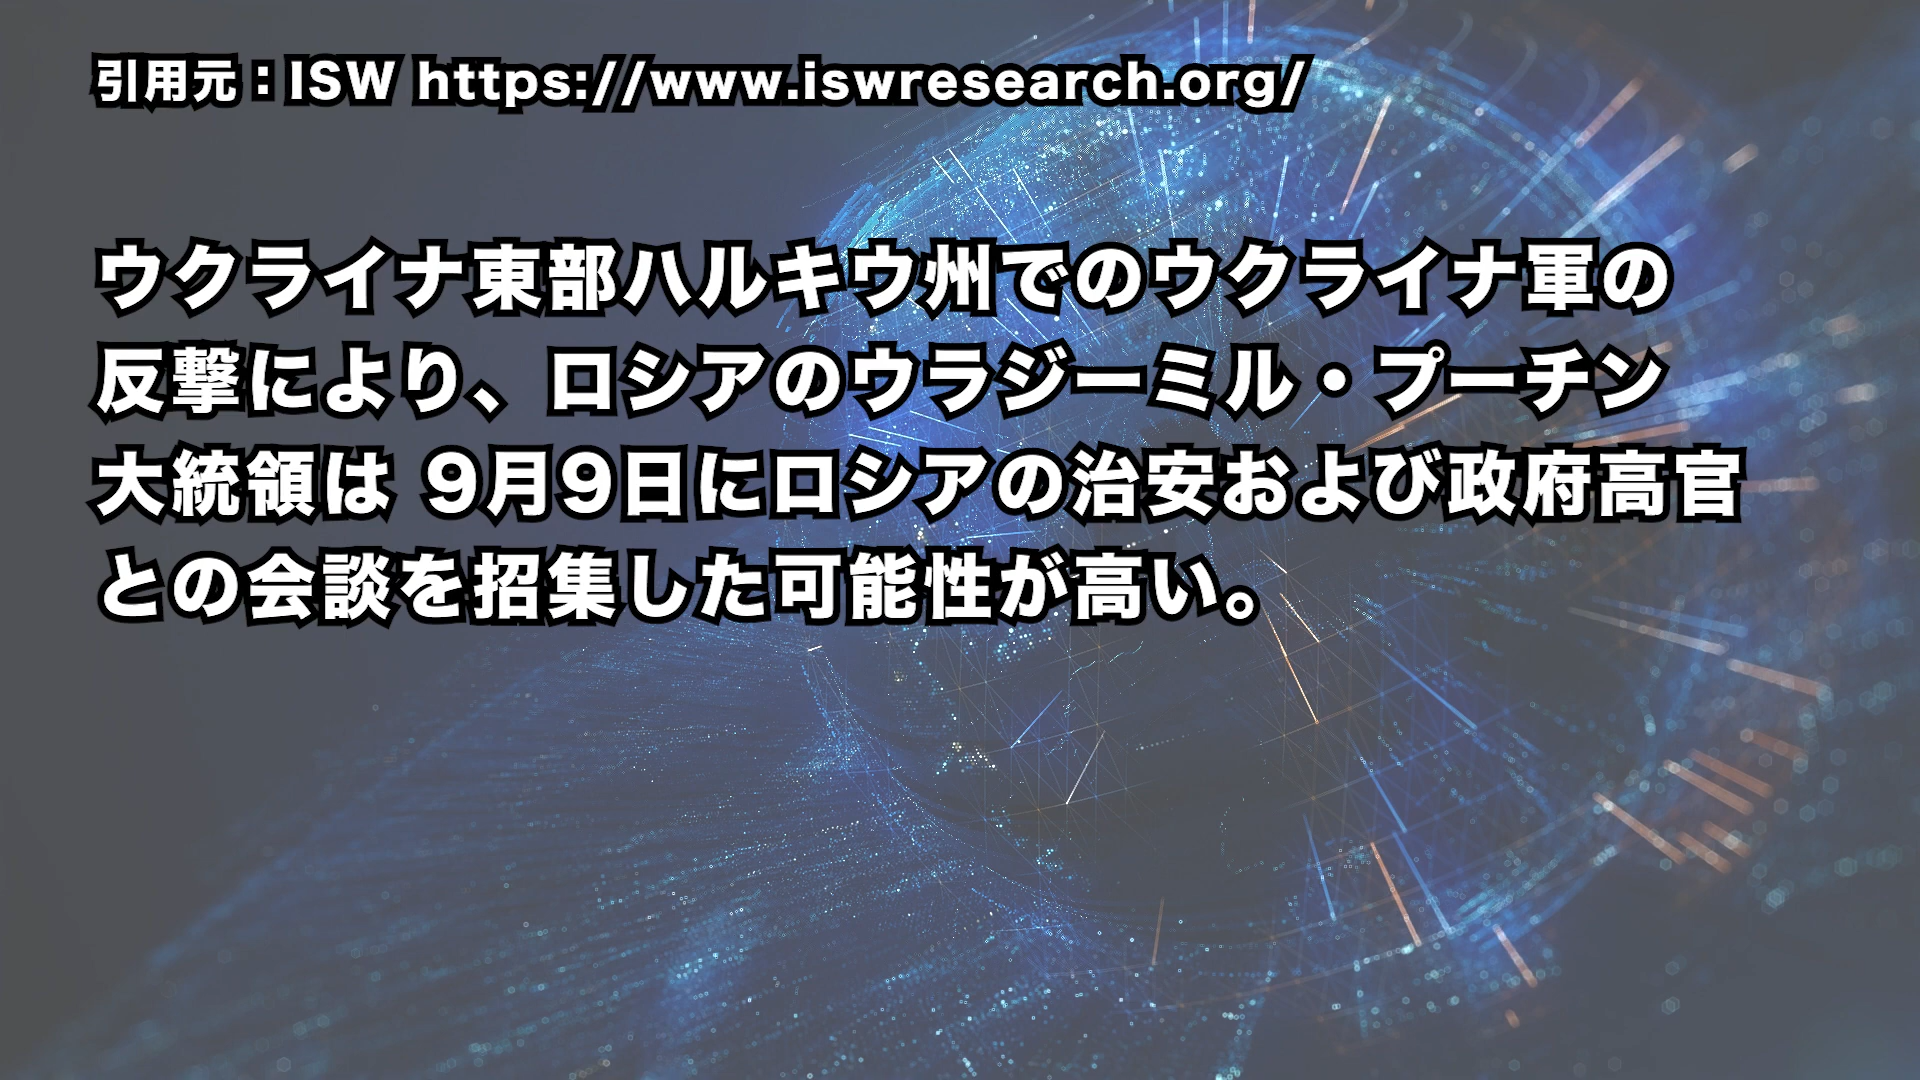 引用元：ISW https://www.iswresearch.org/
ウクライナ東部ハルキウ州でのウクライナ軍の
反撃により、ロシアのウラジーミル・プーチン
大統領は 9月9日にロシアの治安および政府高官
との会談を招集した可能性が高い。